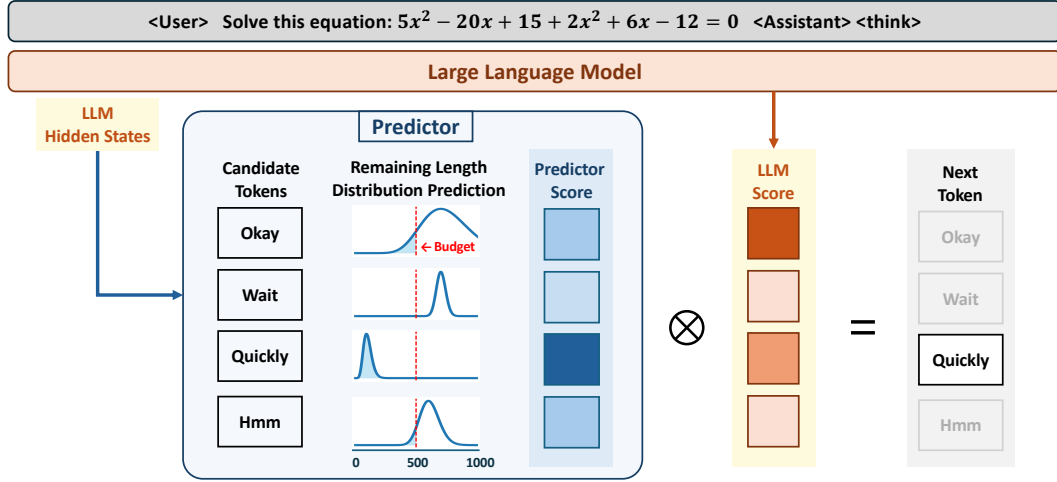 <User> Solve this equation: 5x² − 20x + 15 + 2x² + 6x − 12 = 0 <Assistant> <think>
Large Language Model
LLM
Hidden States
Predictor
Candidate
Tokens
Remaining Length
Distribution Prediction
Predictor
Score
LLM
Score
Next
Token
Okay
← Budget
Okay
Wait
Wait
⊗
=
Quickly
Quickly
Hmm
Hmm
0 500 1000